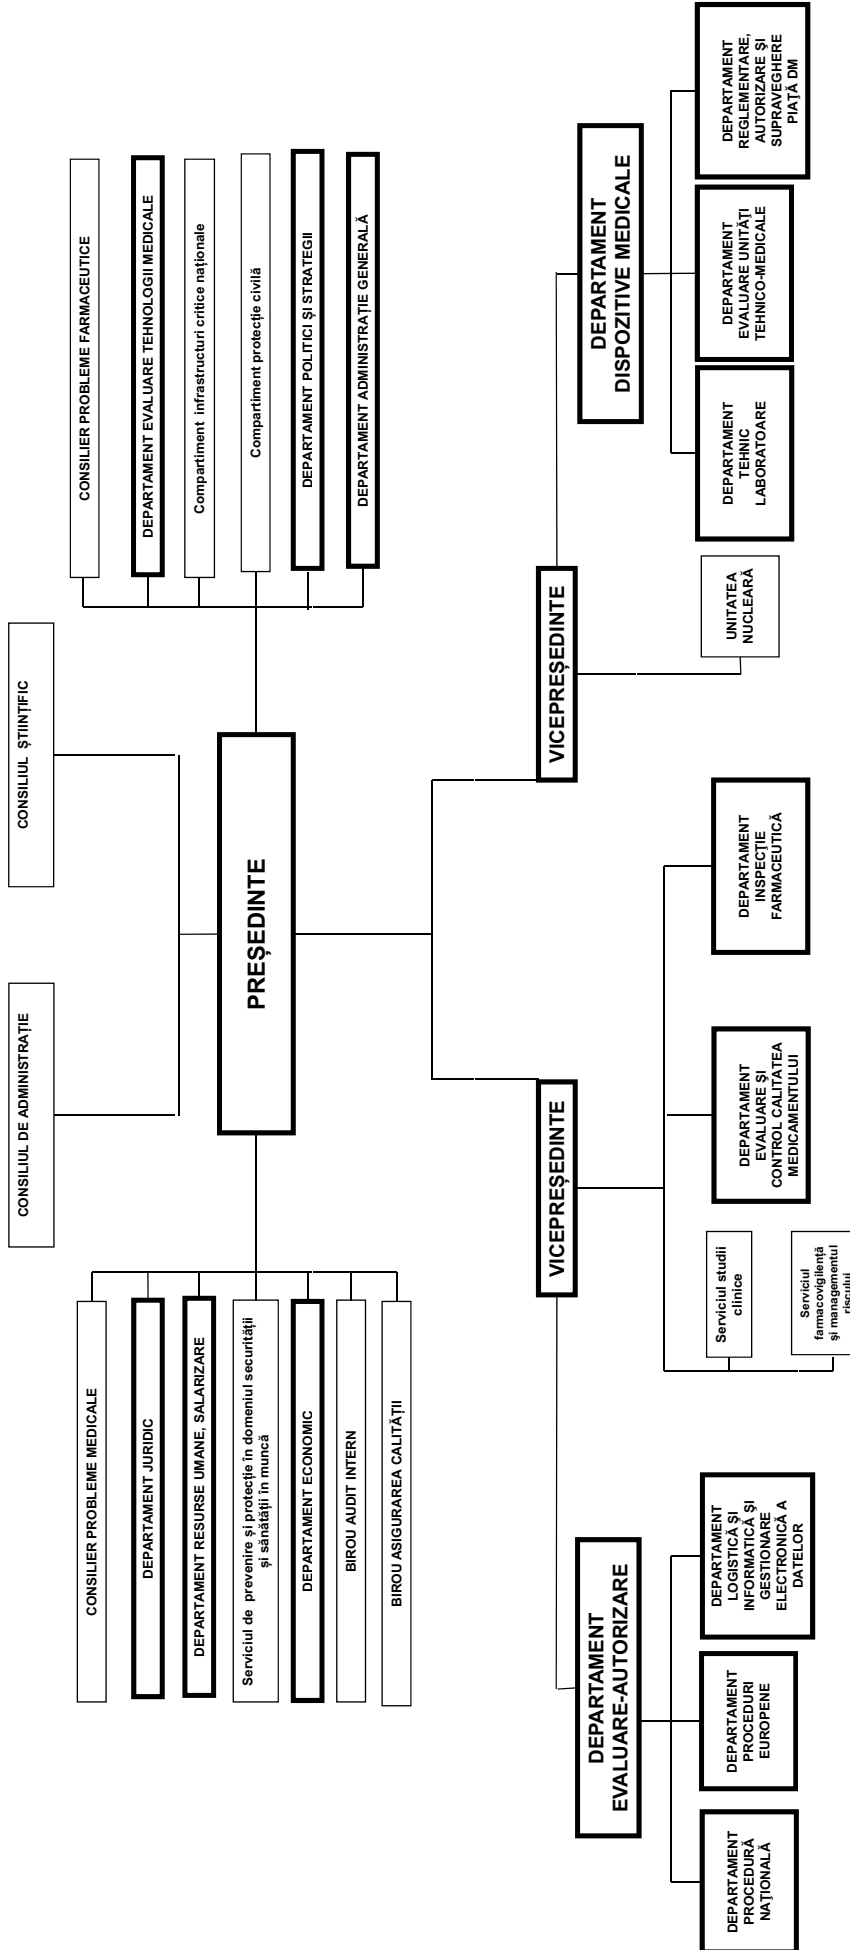 CONSILIUL DE ADMINISTRAȚIE
CONSILIUL ȘTIINȚIFIC
CONSILIER PROBLEME MEDICALE
DEPARTAMENT JURIDIC
DEPARTAMENT RESURSE UMANE, SALARIZARE
Serviciul de prevenire și protecție în domeniul securității
și sănătății în muncă
DEPARTAMENT ECONOMIC
BIROU AUDIT INTERN
BIROU ASIGURAREA CALITĂȚII
PREȘEDINTE
CONSILIER PROBLEME FARMACEUTICE
DEPARTAMENT EVALUARE TEHNOLOGII MEDICALE
Compartiment infrastructuri critice naționale
Compartiment protecție civilă
DEPARTAMENT POLITICI ȘI STRATEGII
DEPARTAMENT ADMINISTRAȚIE GENERALĂ
VICEPREȘEDINTE
VICEPREȘEDINTE
DEPARTAMENT
EVALUARE-AUTORIZARE
DEPARTAMENT
DISPOZITIVE MEDICALE
DEPARTAMENT
PROCEDURĂ
NAȚIONALĂ
DEPARTAMENT
PROCEDURI
EUROPENE
DEPARTAMENT
LOGISTICĂ ȘI
INFORMATICĂ ȘI
GESTIONARE
ELECTRONICĂ A
DATELOR
Serviciul studii
clinice
Serviciul
farmacovigilență
și managementul
riscului
DEPARTAMENT
EVALUARE ȘI
CONTROL CALITATEA
MEDICAMENTULUI
DEPARTAMENT
INSPECȚIE
FARMACEUTICĂ
UNITATEA
NUCLEARĂ
DEPARTAMENT
TEHNIC
LABORATOARE
DEPARTAMENT
EVALUARE UNITĂȚI
TEHNICO-MEDICALE
DEPARTAMENT
REGLEMENTARE,
AUTORIZARE ȘI
SUPRAVEGHERE
PIAȚĂ DM